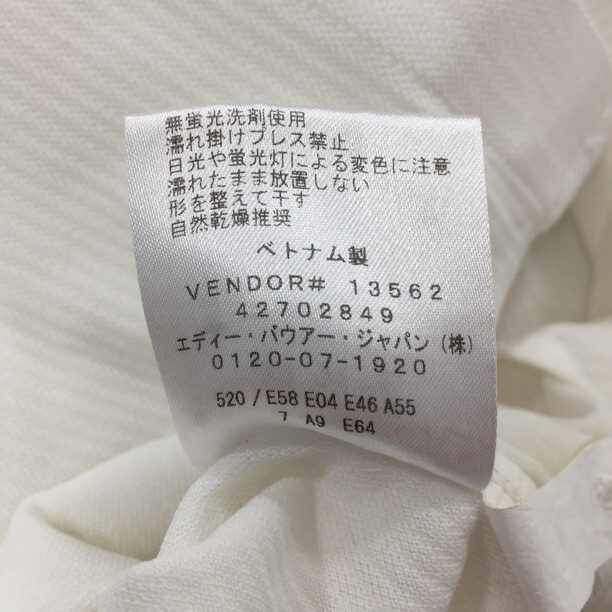 無蛍光洗剤使用
濡れ掛けプレス禁止
日光や蛍光灯による変色に注意
濡れたまま放置しない
形を整えて干す
自然乾燥推奨
ベトナム製
VENDOR# 13562
42702849
エディー・バウアー・ジャパン(株)
0120-07-1920
520 / E58 E04 E46 A55
7 A9 E64